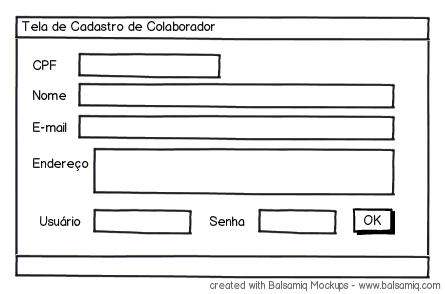 Tela de Cadastro de Colaborador
CPF
Nome
E-mail
Endereço
Usuário Senha OK
created with Balsamiq Mockups - www.balsamiq.com